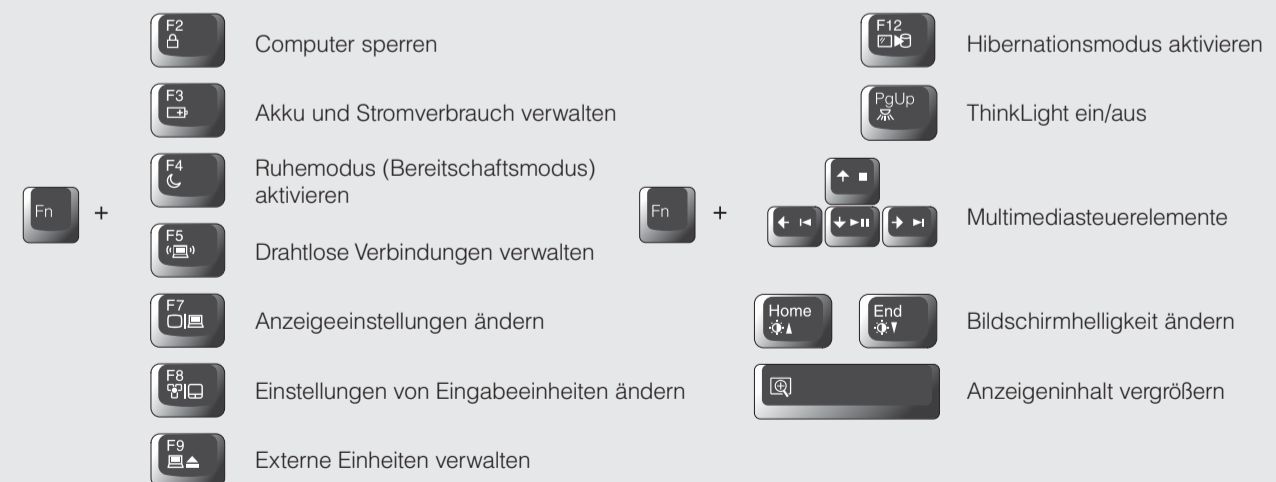 Fn
+
F2
Computer sperren
F3
Akku und Stromverbrauch verwalten
F4
Ruhemodus (Bereitschaftsmodus)
aktivieren
F5
Drahtlose Verbindungen verwalten
F7
Anzeigeeinstellungen ändern
F8
Einstellungen von Eingabeeinheiten ändern
F9
Externe Einheiten verwalten
Fn
+
F12
Hibernationsmodus aktivieren
PgUp
ThinkLight ein/aus
Multimediasteuerelemente
Home
End
Bildschirmhelligkeit ändern
Anzeigeninhalt vergrößern